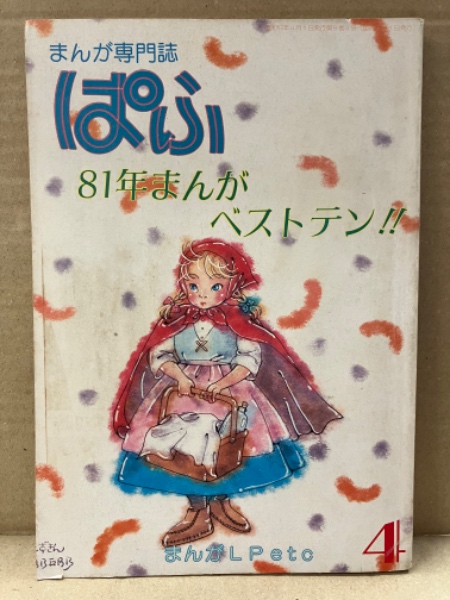 まんが専門誌
ぱふ
81年まんが
ベストテン!!
まんがLPetc
4